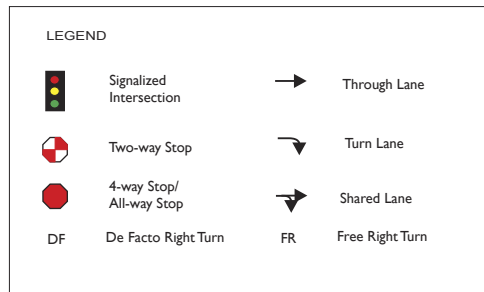 LEGEND
Signalized
Intersection
Through Lane
Two-way Stop
Turn Lane
4-way Stop/
All-way Stop
Shared Lane
DF De Facto Right Turn
FR Free Right Turn